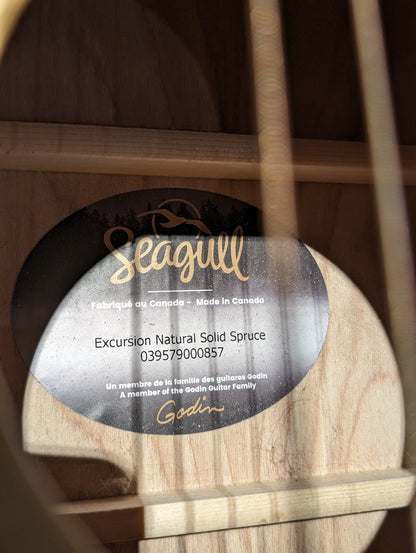 Seagull
Fabriqué au Canada - Made in Canada
Excursion Natural Solid Spruce
039579000857
Un membre de la famille des guitares Godin
A member of the Godin Guitar Family
Godin